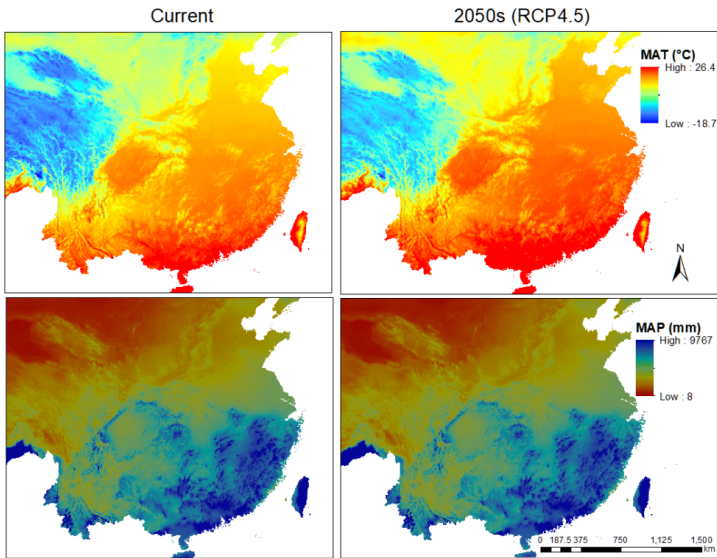 Current
2050s (RCP4.5)
MAT (°C)
High : 26.4
Low : -18.7
N
MAP (mm)
High : 9767
Low : 8
0 187.5 375 750 1,125 1,500
km